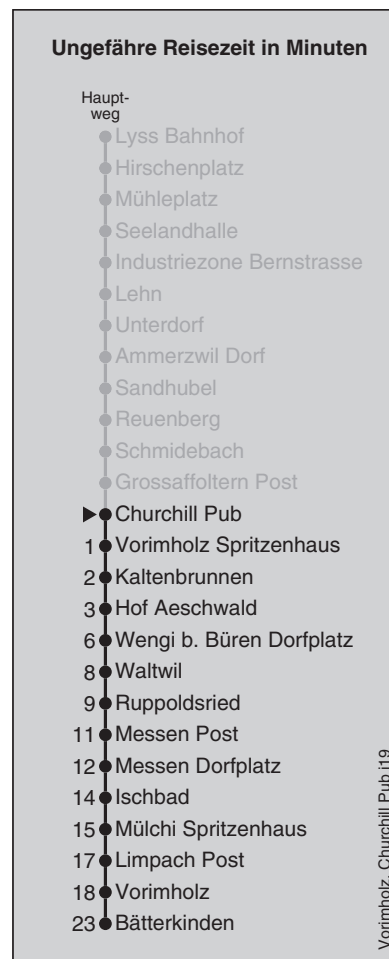 Ungefähre Reisezeit in Minuten
Haupt-
weg
Lyss Bahnhof
Hirschenplatz
Mühleplatz
Seelandhalle
Industriezone Bernstrasse
Lehn
Unterdorf
Ammerzwil Dorf
Sandhubel
Reuenberg
Schmidebach
Grossaffoltern Post
Churchill Pub
1 Vorimholz Spritzenhaus
2 Kaltenbrunnen
3 Hof Aeschwald
6 Wengi b. Büren Dorfplatz
8 Waltwil
9 Ruppoldsried
11 Messen Post
12 Messen Dorfplatz
14 Ischbad
15 Mülchi Spritzenhaus
17 Limpach Post
18 Vorimholz
23 Bätterkinden
Vorimholz, Churchill Pub j19